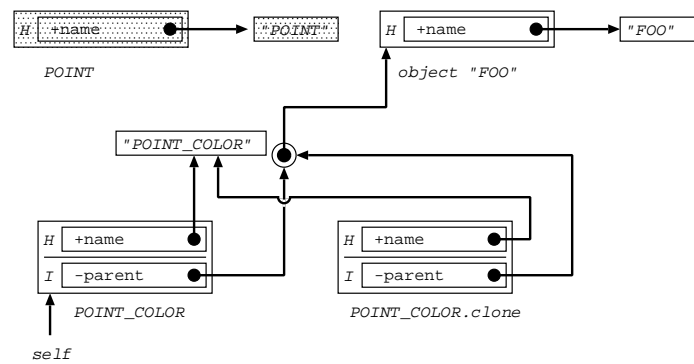 H +name "POINT" H +name "FOO"
POINT object "FOO"
"POINT_COLOR"
H +name H +name
I -parent I -parent
POINT_COLOR POINT_COLOR.clone
self